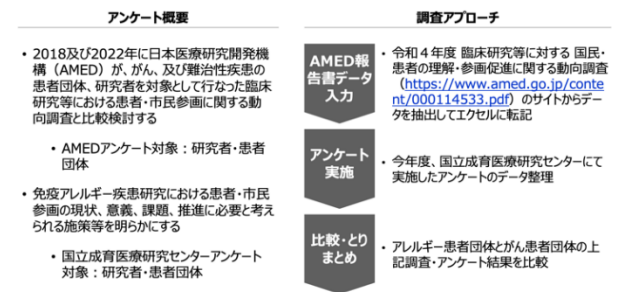 アンケート概要
• 2018及び2022年に日本医療研究開発機
構（AMED）が、がん、及び難治性疾患の
患者団体、研究者を対象として行なった臨床
研究等における患者・市民参画に関する動
向調査と比較検討する
• AMEDアンケート対象：研究者・患者
団体
• 免疫アレルギー疾患研究における患者・市民
参画の現状、意義、課題、推進に必要と考え
られる施策等を明らかにする
• 国立成育医療研究センターアンケート
対象：研究者・患者団体
調査アプローチ
AMED報
告書データ
入力
• 令和４年度 臨床研究等に対する 国民・
患者の理解・参画促進に関する動向調査
（https://www.amed.go.jp/conte
nt/000114533.pdf）のサイトからデー
タを抽出してエクセルに転記
アンケート
実施
• 今年度、国立成育医療研究センターにて
実施したアンケートのデータ整理
比較・とり
まとめ
• アレルギー患者団体とがん患者団体の上
記調査・アンケート結果を比較